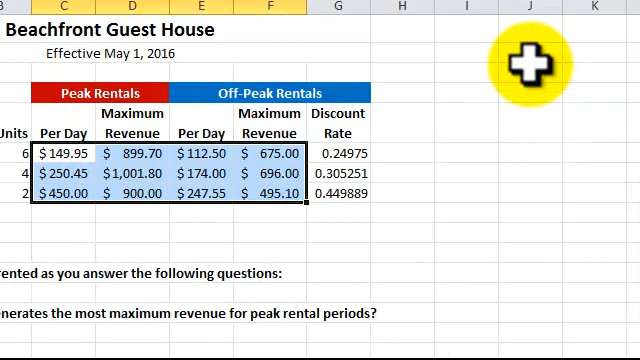 B C D E F G H I J K
Beachfront Guest House
Effective May 1, 2016
Peak Rentals Off-Peak Rentals
Maximum Maximum Discount
Units Per Day Revenue Per Day Revenue Rate
6 $ 149.95 $ 899.70 $ 112.50 $ 675.00 0.24975
4 $ 250.45 $ 1,001.80 $ 174.00 $ 696.00 0.305251
2 $ 450.00 $ 900.00 $ 247.55 $ 495.10 0.449889
rented as you answer the following questions:
enerates the most maximum revenue for peak rental periods?